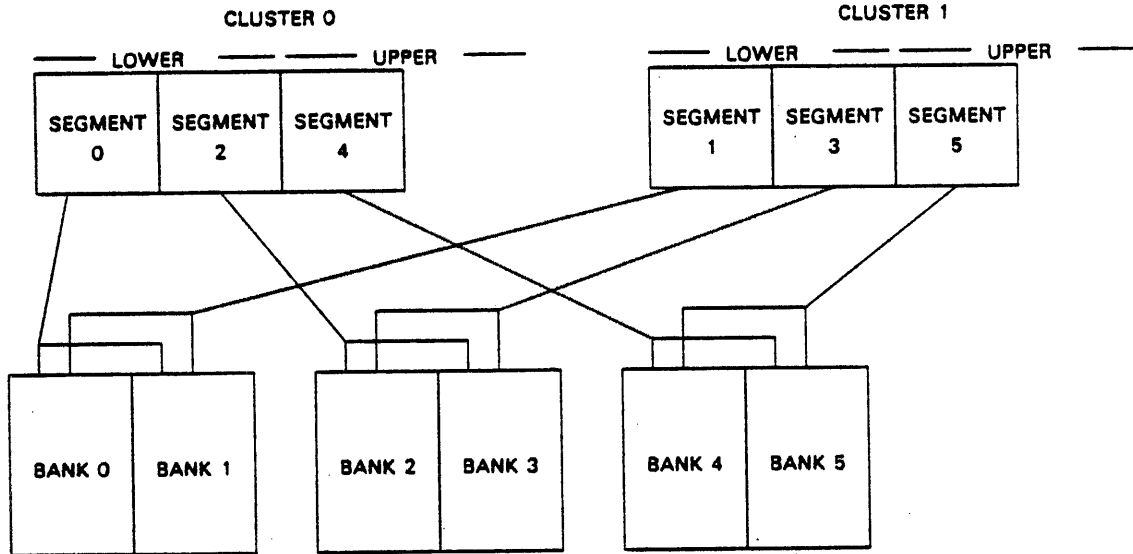 CLUSTER 0
CLUSTER 1
LOWER UPPER
LOWER UPPER
SEGMENT 0
SEGMENT 2
SEGMENT 4
SEGMENT 1
SEGMENT 3
SEGMENT 5
BANK 0
BANK 1
BANK 2
BANK 3
BANK 4
BANK 5